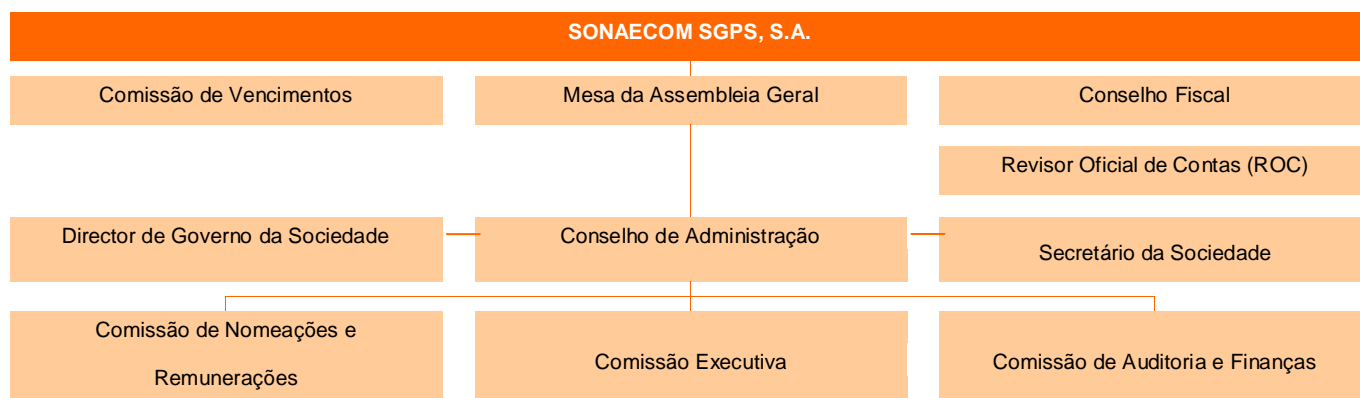 SONAECOM SGPS, S.A.
Comissão de Vencimentos
Mesa da Assembleia Geral
Conselho Fiscal
Revisor Oficial de Contas (ROC)
Director de Governo da Sociedade
Conselho de Administração
Secretário da Sociedade
Comissão de Nomeações e
Remunerações
Comissão Executiva
Comissão de Auditoria e Finanças